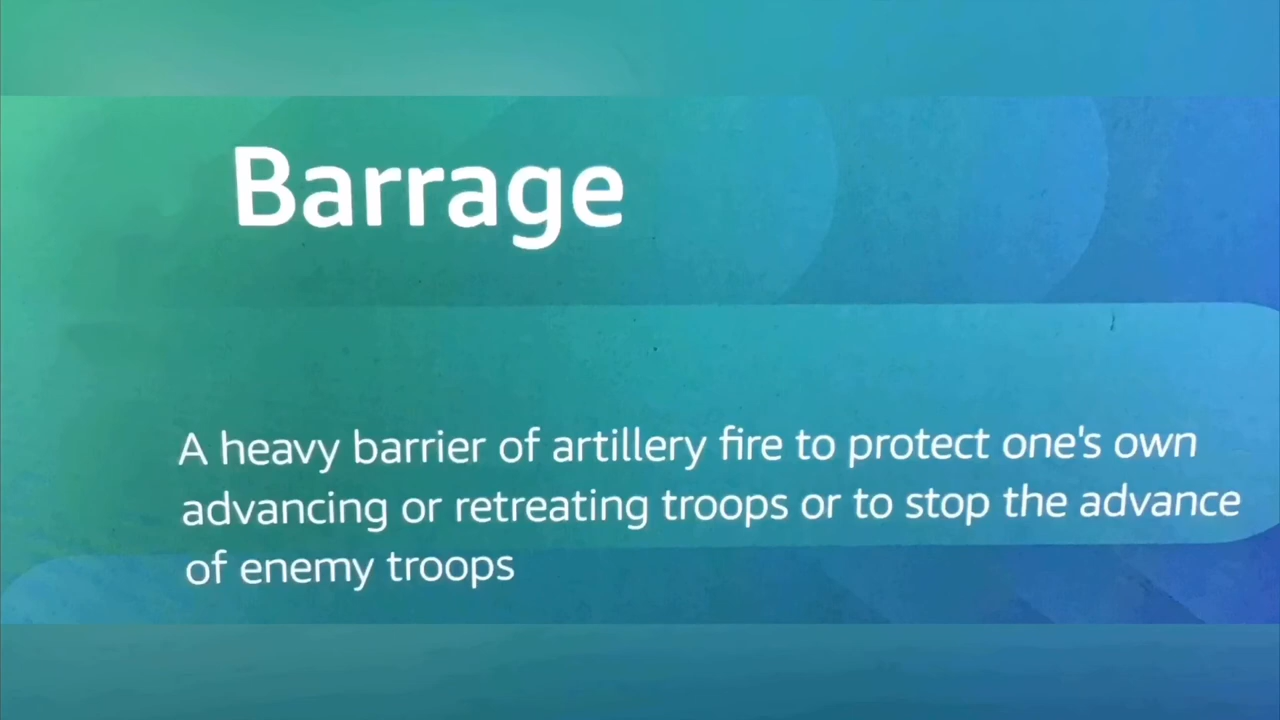 Barrage
A heavy barrier of artillery fire to protect one's own
advancing or retreating troops or to stop the advance
of enemy troops